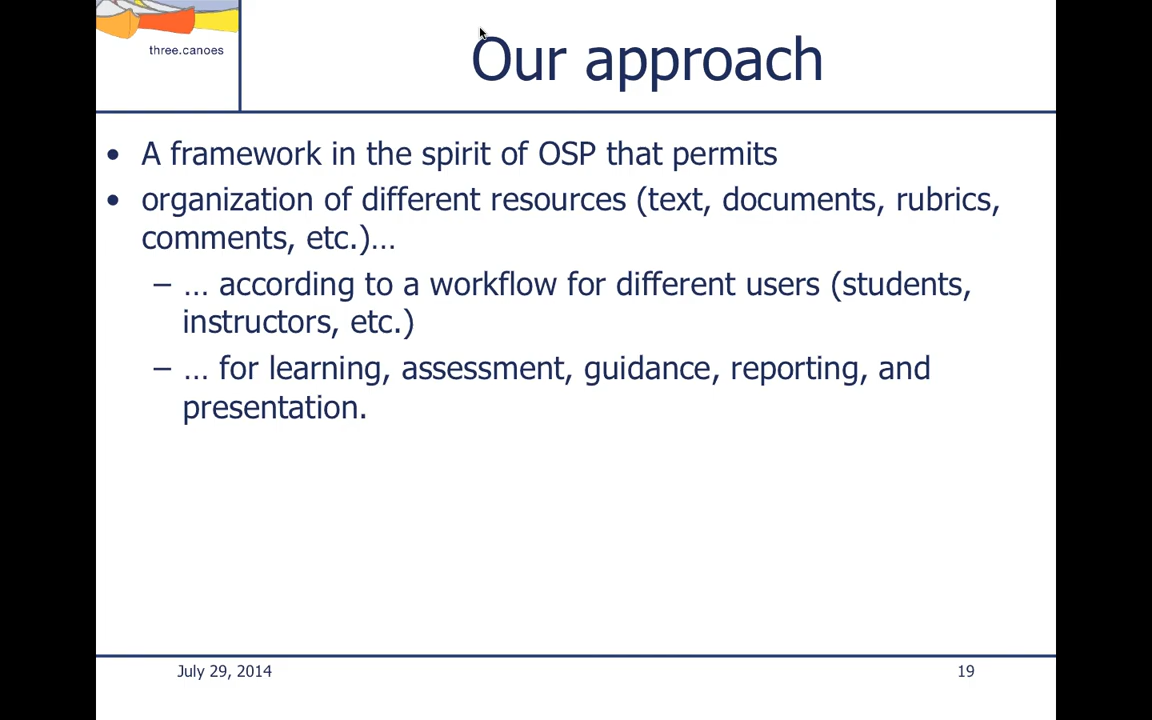 three.canoes
Our approach
• A framework in the spirit of OSP that permits
• organization of different resources (text, documents, rubrics,
comments, etc.)…
– … according to a workflow for different users (students,
instructors, etc.)
– … for learning, assessment, guidance, reporting, and
presentation.
July 29, 2014
19